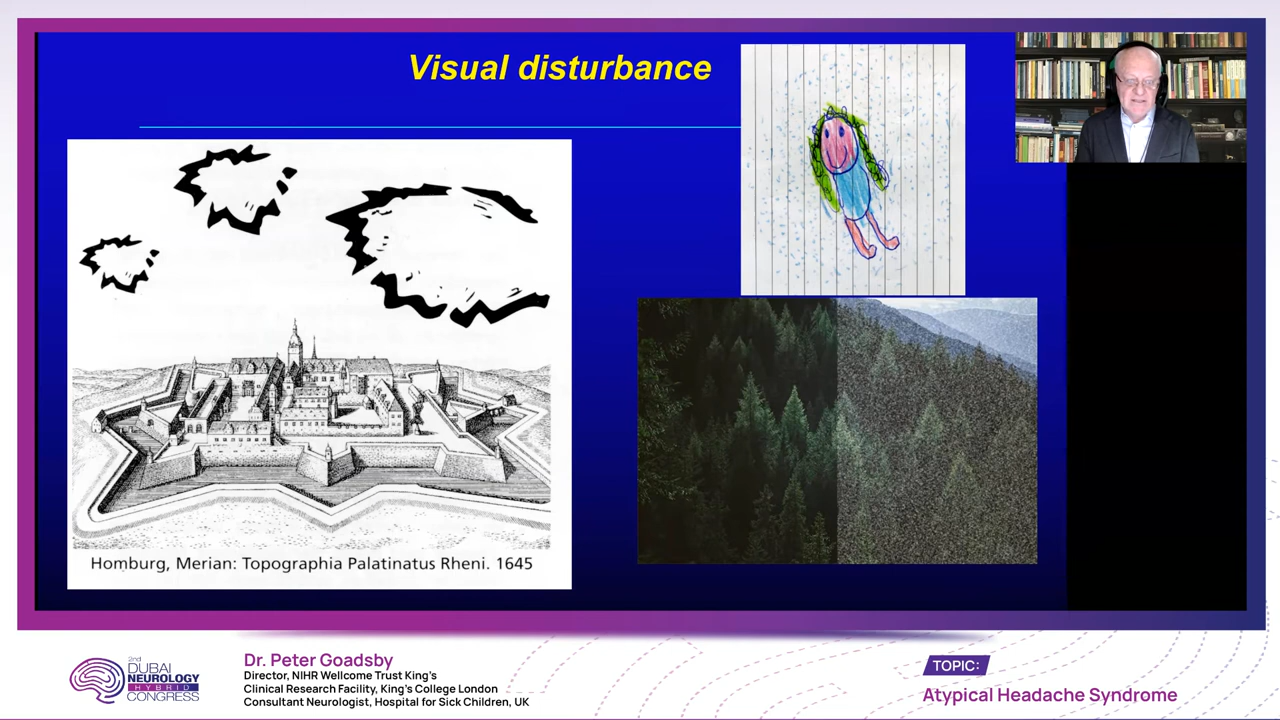 Visual disturbance
Homburg, Merian: Topographia Palatinatus Rheni. 1645
2nd
DUBAI
NEUROLOGY
HYBRID
CONGRESS
Dr. Peter Goadsby
Director, NIHR Wellcome Trust King's
Clinical Research Facility, King's College London
Consultant Neurologist, Hospital for Sick Children, UK
TOPIC:
Atypical Headache Syndrome